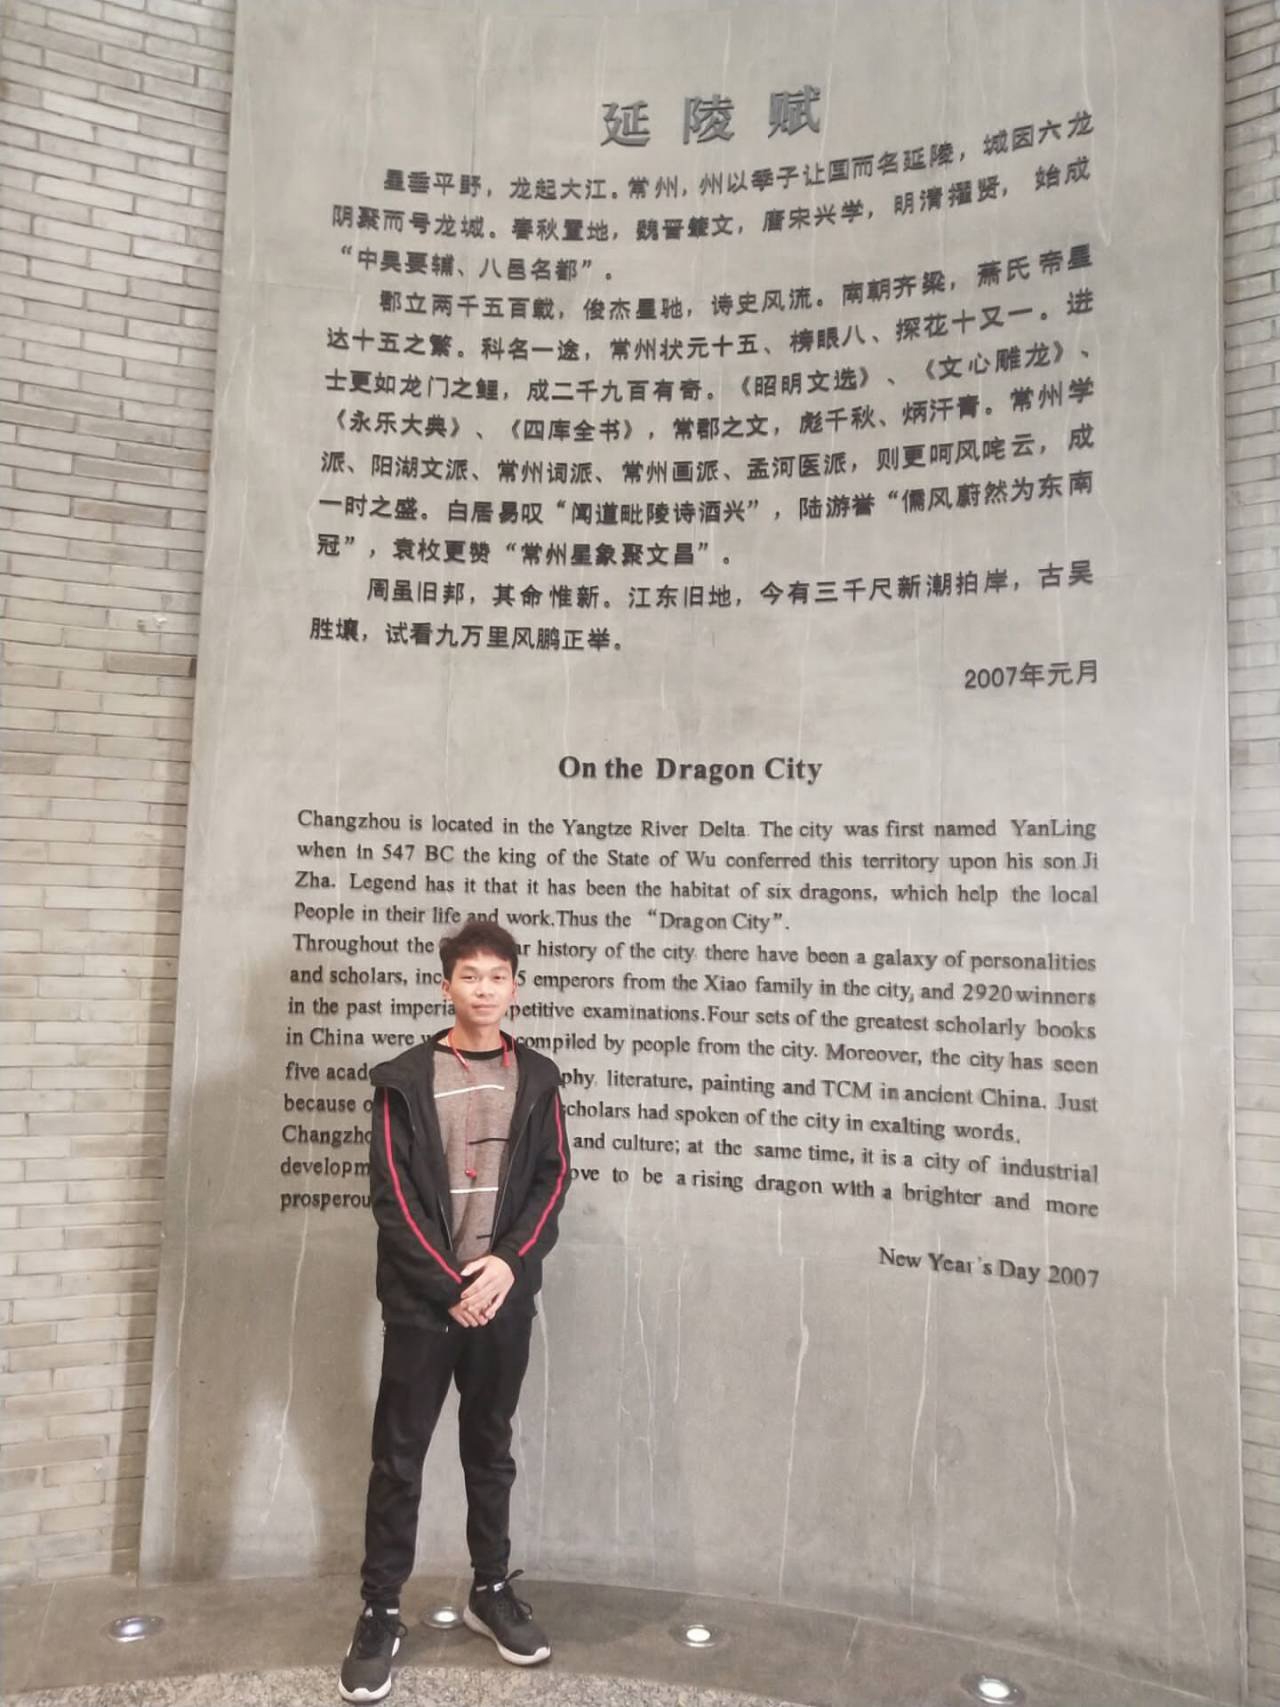 延陵赋
星垂平野，龙起大江。常州，州以季子让国而名延陵，城因六龙
阴聚而号龙城。春秋置地，魏晋肇文，唐宋兴学，明清擢贤，始成
“中吴要辅、八邑名都”。
郡立两千五百载，俊杰星驰，诗史风流。南朝齐梁，萧氏帝星
达十五之繁。科名一途，常州状元十五、榜眼八、探花十又一。进
士更如龙门之鲤，成二千九百有奇。《昭明文选》、《文心雕龙》、
《永乐大典》、《四库全书》，常郡之文，彪千秋、炳汗青。常州学
派、阳湖文派、常州词派、常州画派、孟河医派，则更呵风咤云，成
一时之盛。白居易叹“闻道毗陵诗酒兴”，陆游誉“儒风蔚然为东南
冠”，袁枚更赞“常州星象聚文昌”。
周虽旧邦，其命惟新。江东旧地，今有三千尺新潮拍岸，古吴
胜壤，试看九万里风鹏正举。
2007年元月
On the Dragon City
Changzhou is located in the Yangtze River Delta. The city was first named YanLing
when in 547 BC the king of the State of Wu conferred this territory upon his son Ji
Zha. Legend has it that it has been the habitat of six dragons, which help the local
People in their life and work.Thus the “Dragon City”.
Throughout the history of the city there have been a galaxy of personalities
and scholars, 5 emperors from the Xiao family in the city, and 2920 winners
in the past examinations.Four sets of the greatest scholarly books
in China were compiled by people from the city. Moreover, the city has seen
five literature, painting and TCM in ancient China. Just
because scholars had spoken of the city in exalting words.
and culture; at the same time, it is a city of industrial
to be a rising dragon with a brighter and more
New Year's Day 2007